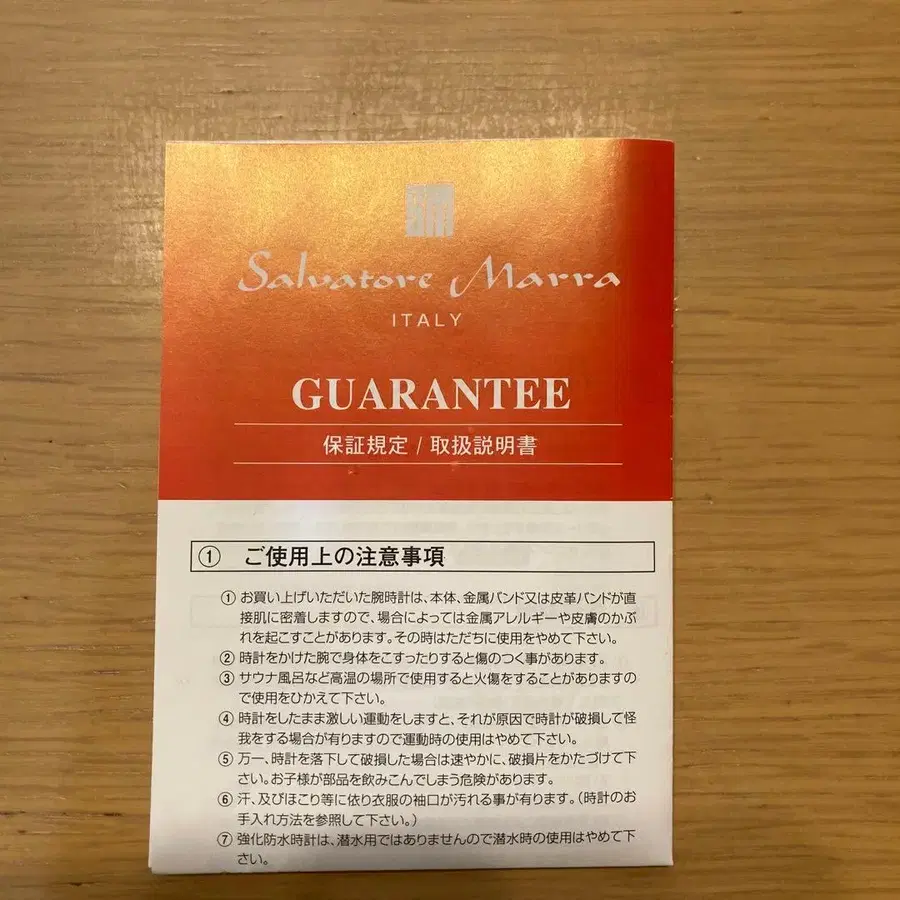 SM
Salvatore Marra
ITALY
GUARANTEE
保証規定 / 取扱説明書
① ご使用上の注意事項
① お買い上げいただいた腕時計は、本体、金属バンド又は皮革バンドが直
接肌に密着しますので、場合によっては金属アレルギーや皮膚のかぶ
れを起こすことがあります。その時はただちに使用をやめて下さい。
② 時計をかけた腕で身体をこすったりすると傷のつく事があります。
③ サウナ風呂など高温の場所で使用すると火傷をすることがありますの
で使用をひかえて下さい。
④ 時計をしたまま激しい運動をしますと、それが原因で時計が破損して怪
我をする場合が有りますので運動時の使用はやめて下さい。
⑤ 万一、時計を落下して破損した場合は速やかに、破損片をかたづけて下
さい。お子様が部品を飲みこんでしまう危険があります。
⑥ 汗、及びほこり等に依り衣服の袖口が汚れる事が有ります。(時計のお
手入れ方法を参照して下さい。)
⑦ 強化防水時計は、潜水用ではありませんので潜水時の使用はやめて下
さい。